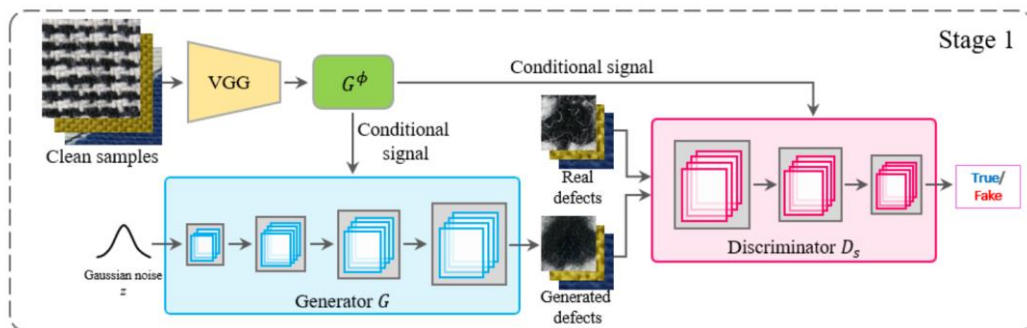 Stage 1
VGG
G^ϕ
Conditional signal
Clean samples
Conditional
signal
Real
defects
True/
Fake
Discriminator D_s
Gaussian noise
z
Generator G
Generated
defects